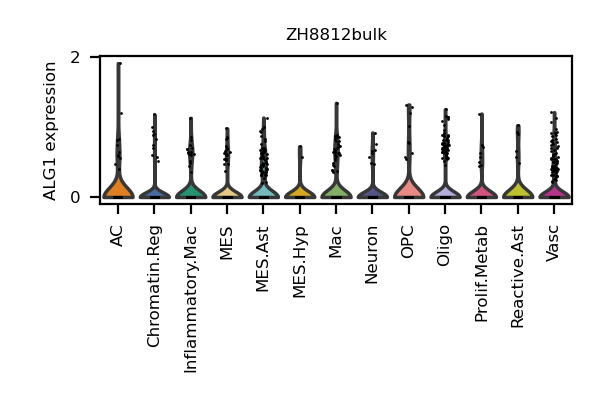 ZH8812bulk
ALG1 expression
2
0
AC
Chromatin.Reg
Inflammatory.Mac
MES
MES.Ast
MES.Hyp
Mac
Neuron
OPC
Oligo
Prolif.Metab
Reactive.Ast
Vasc